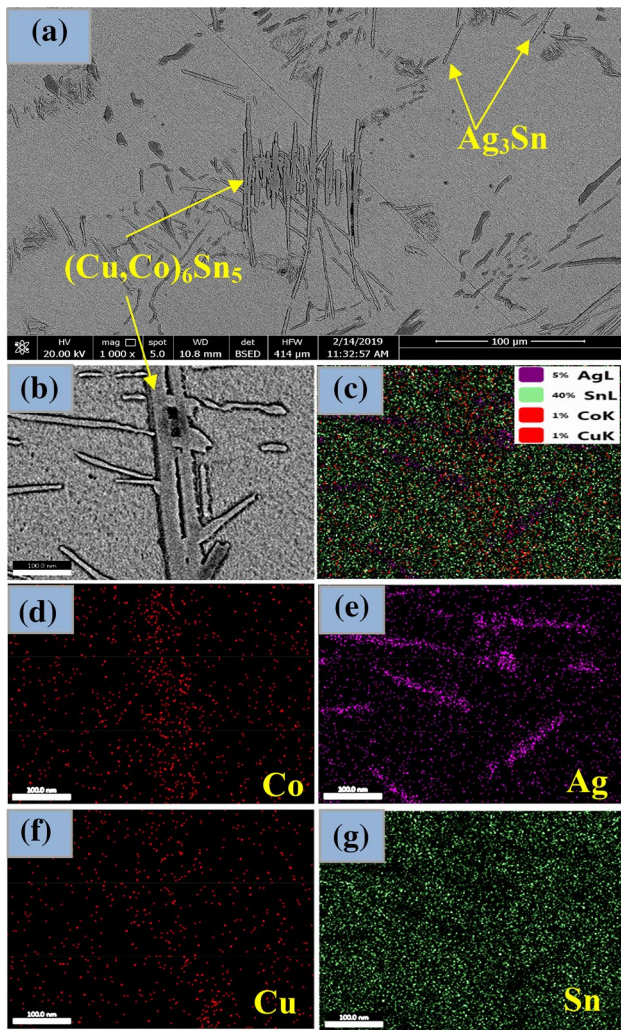 (a)
Ag₃Sn
(Cu,Co)₆Sn₅
HV mag spot WD det HFW 2/14/2019 100 µm
20.00 kV 1 000 x 5.0 10.8 mm BSED 414 µm 11:32:57 AM
(b)
100.0 nm
(c)
5% AgL
40% SnL
1% CoK
1% CuK
(d)
100.0 nm
Co
(e)
100.0 nm
Ag
(f)
100.0 nm
Cu
(g)
100.0 nm
Sn